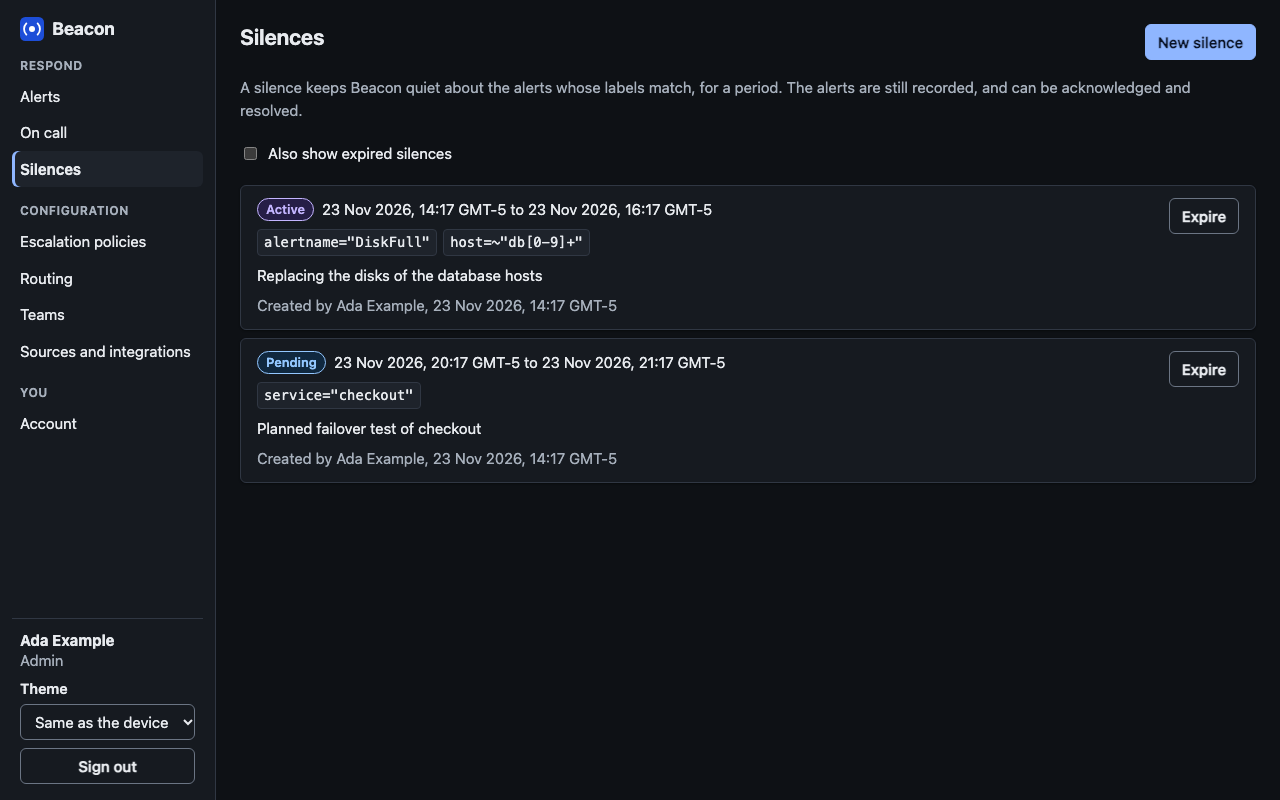 Beacon
RESPOND
Alerts
On call
Silences
CONFIGURATION
Escalation policies
Routing
Teams
Sources and integrations
YOU
Account
Ada Example
Admin
Theme
Same as the device
Sign out
Silences
New silence
A silence keeps Beacon quiet about the alerts whose labels match, for a period. The alerts are still recorded, and can be acknowledged and
resolved.
Also show expired silences
Active 23 Nov 2026, 14:17 GMT-5 to 23 Nov 2026, 16:17 GMT-5
Expire
alertname="DiskFull" host=~"db[0-9]+"
Replacing the disks of the database hosts
Created by Ada Example, 23 Nov 2026, 14:17 GMT-5
Pending 23 Nov 2026, 20:17 GMT-5 to 23 Nov 2026, 21:17 GMT-5
Expire
service="checkout"
Planned failover test of checkout
Created by Ada Example, 23 Nov 2026, 14:17 GMT-5